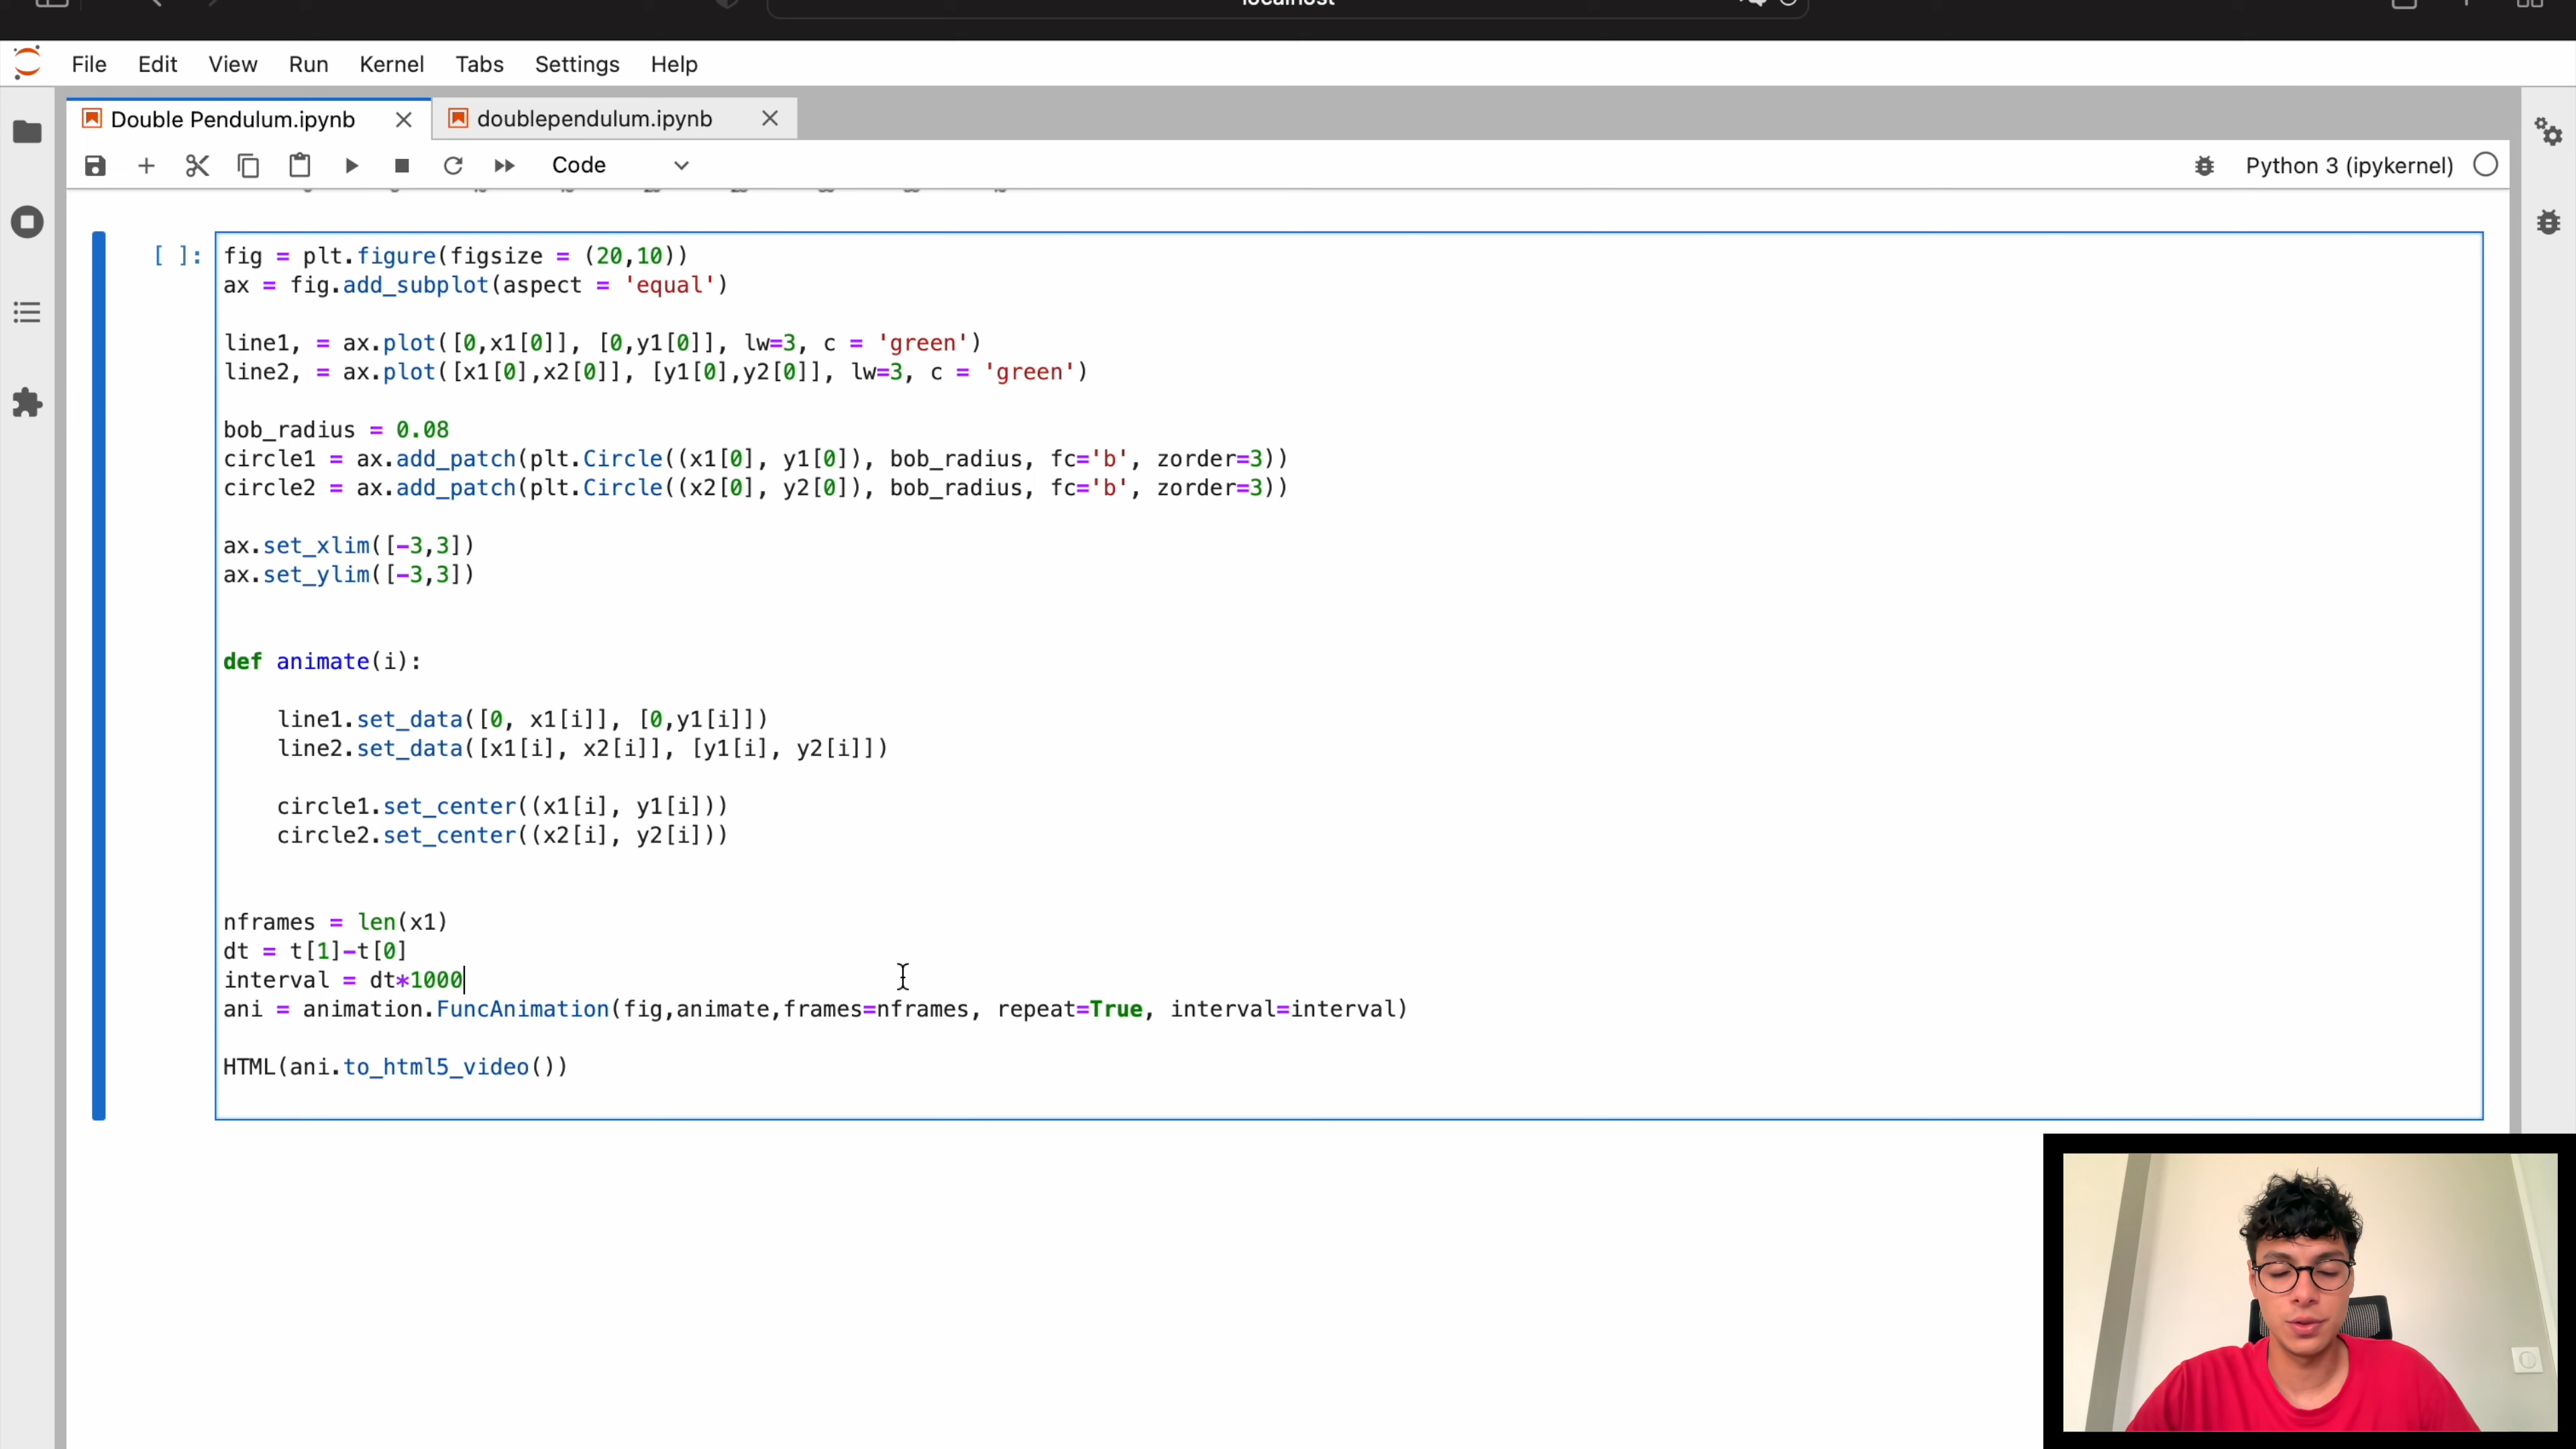 localhost
File Edit View Run Kernel Tabs Settings Help
Double Pendulum.ipynb doublependulum.ipynb
Code Python 3 (ipykernel)
[ ]: fig = plt.figure(figsize = (20,10))
ax = fig.add_subplot(aspect = 'equal')
line1, = ax.plot([0,x1[0]], [0,y1[0]], lw=3, c = 'green')
line2, = ax.plot([x1[0],x2[0]], [y1[0],y2[0]], lw=3, c = 'green')
bob_radius = 0.08
circle1 = ax.add_patch(plt.Circle((x1[0], y1[0]), bob_radius, fc='b', zorder=3))
circle2 = ax.add_patch(plt.Circle((x2[0], y2[0]), bob_radius, fc='b', zorder=3))
ax.set_xlim([-3,3])
ax.set_ylim([-3,3])
def animate(i):
line1.set_data([0, x1[i]], [0,y1[i]])
line2.set_data([x1[i], x2[i]], [y1[i], y2[i]])
circle1.set_center((x1[i], y1[i]))
circle2.set_center((x2[i], y2[i]))
nframes = len(x1)
dt = t[1]-t[0]
interval = dt*1000
ani = animation.FuncAnimation(fig,animate,frames=nframes, repeat=True, interval=interval)
HTML(ani.to_html5_video())